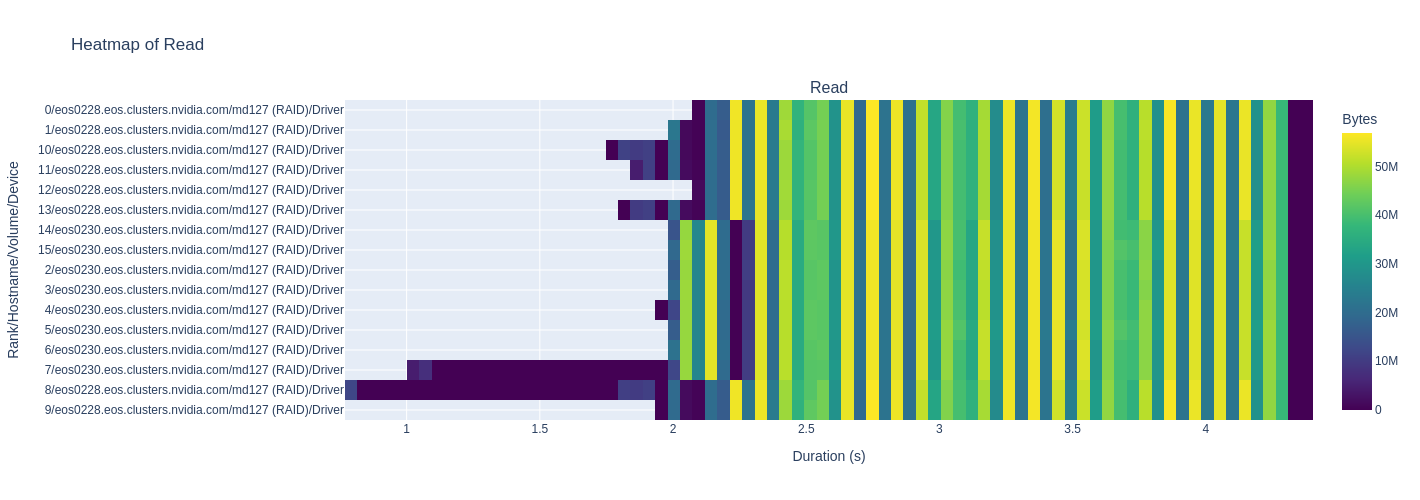 Heatmap of Read
Read
Rank/Hostname/Volume/Device
0/eos0228.eos.clusters.nvidia.com/md127 (RAID)/Driver
1/eos0228.eos.clusters.nvidia.com/md127 (RAID)/Driver
10/eos0228.eos.clusters.nvidia.com/md127 (RAID)/Driver
11/eos0228.eos.clusters.nvidia.com/md127 (RAID)/Driver
12/eos0228.eos.clusters.nvidia.com/md127 (RAID)/Driver
13/eos0228.eos.clusters.nvidia.com/md127 (RAID)/Driver
14/eos0230.eos.clusters.nvidia.com/md127 (RAID)/Driver
15/eos0230.eos.clusters.nvidia.com/md127 (RAID)/Driver
2/eos0230.eos.clusters.nvidia.com/md127 (RAID)/Driver
3/eos0230.eos.clusters.nvidia.com/md127 (RAID)/Driver
4/eos0230.eos.clusters.nvidia.com/md127 (RAID)/Driver
5/eos0230.eos.clusters.nvidia.com/md127 (RAID)/Driver
6/eos0230.eos.clusters.nvidia.com/md127 (RAID)/Driver
7/eos0230.eos.clusters.nvidia.com/md127 (RAID)/Driver
8/eos0228.eos.clusters.nvidia.com/md127 (RAID)/Driver
9/eos0228.eos.clusters.nvidia.com/md127 (RAID)/Driver
1 1.5 2 2.5 3 3.5 4
Duration (s)
Bytes
50M
40M
30M
20M
10M
0